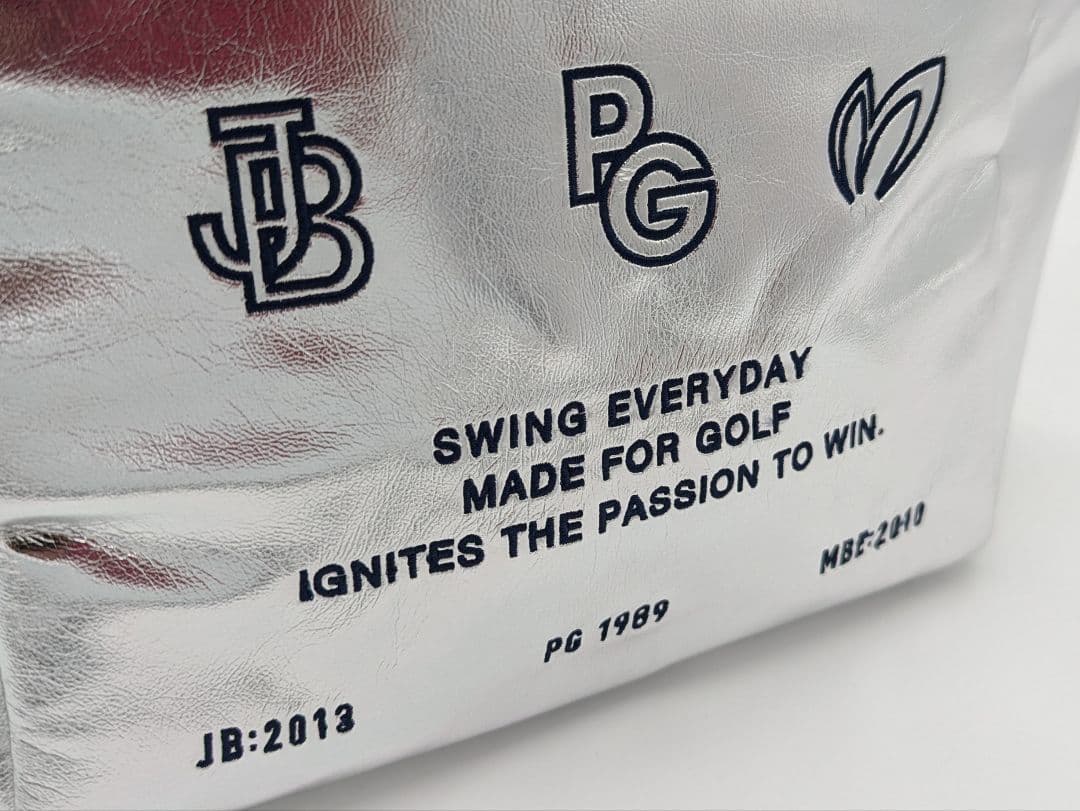 JB
PG
SWING EVERYDAY
MADE FOR GOLF
IGNITES THE PASSION TO WIN.
MBE:2010
PG 1989
JB:2013